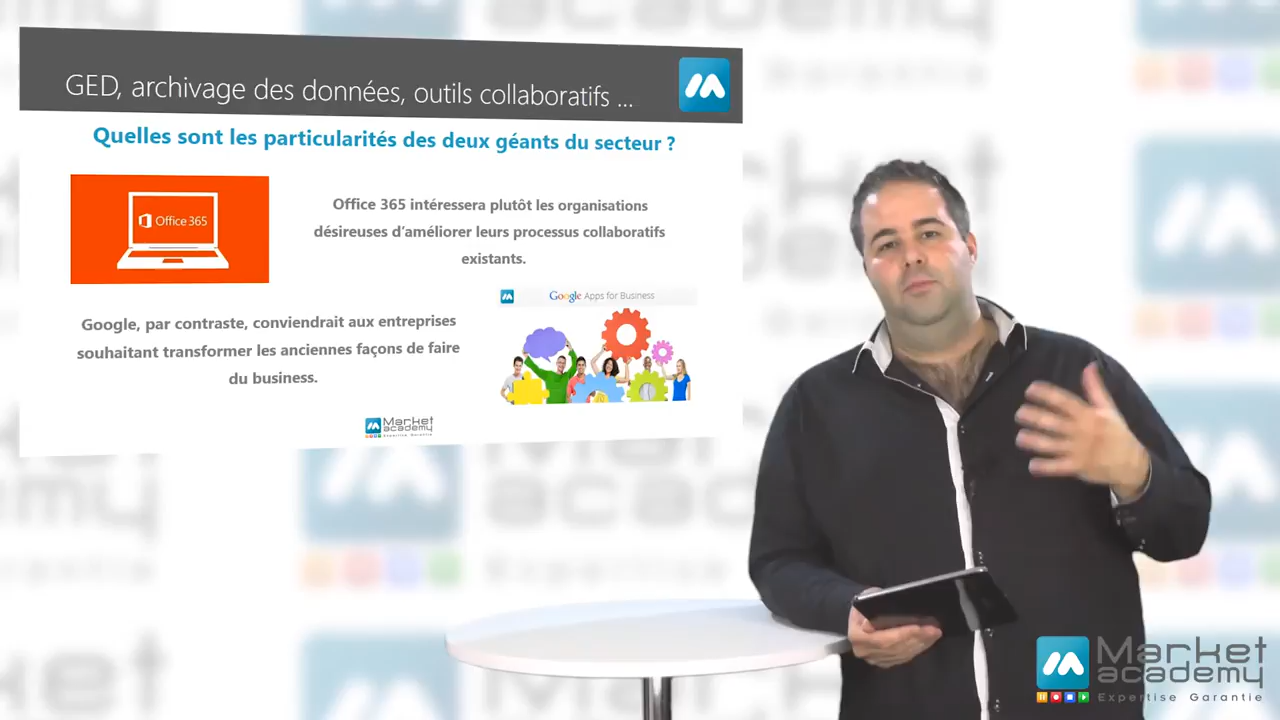 GED, archivage des données, outils collaboratifs ...
Quelles sont les particularités des deux géants du secteur ?
Office 365
Office 365 intéressera plutôt les organisations
désireuses d'améliorer leurs processus collaboratifs
existants.
Google Apps for Business
Google, par contraste, conviendrait aux entreprises
souhaitant transformer les anciennes façons de faire
du business.
Market
academy
Expertise Garantie
Market
academy
Expertise Garantie